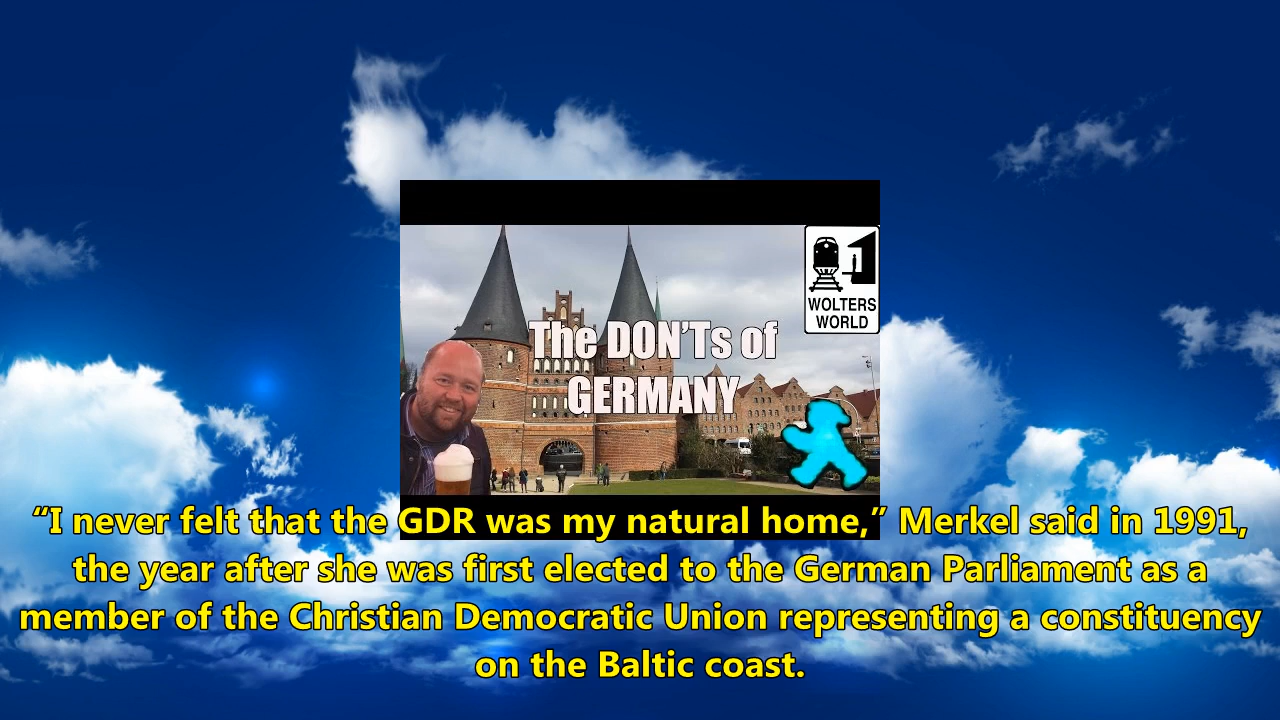 WOLTERS
WORLD
The DON'Ts of
GERMANY
“I never felt that the GDR was my natural home,” Merkel said in 1991,
the year after she was first elected to the German Parliament as a
member of the Christian Democratic Union representing a constituency
on the Baltic coast.